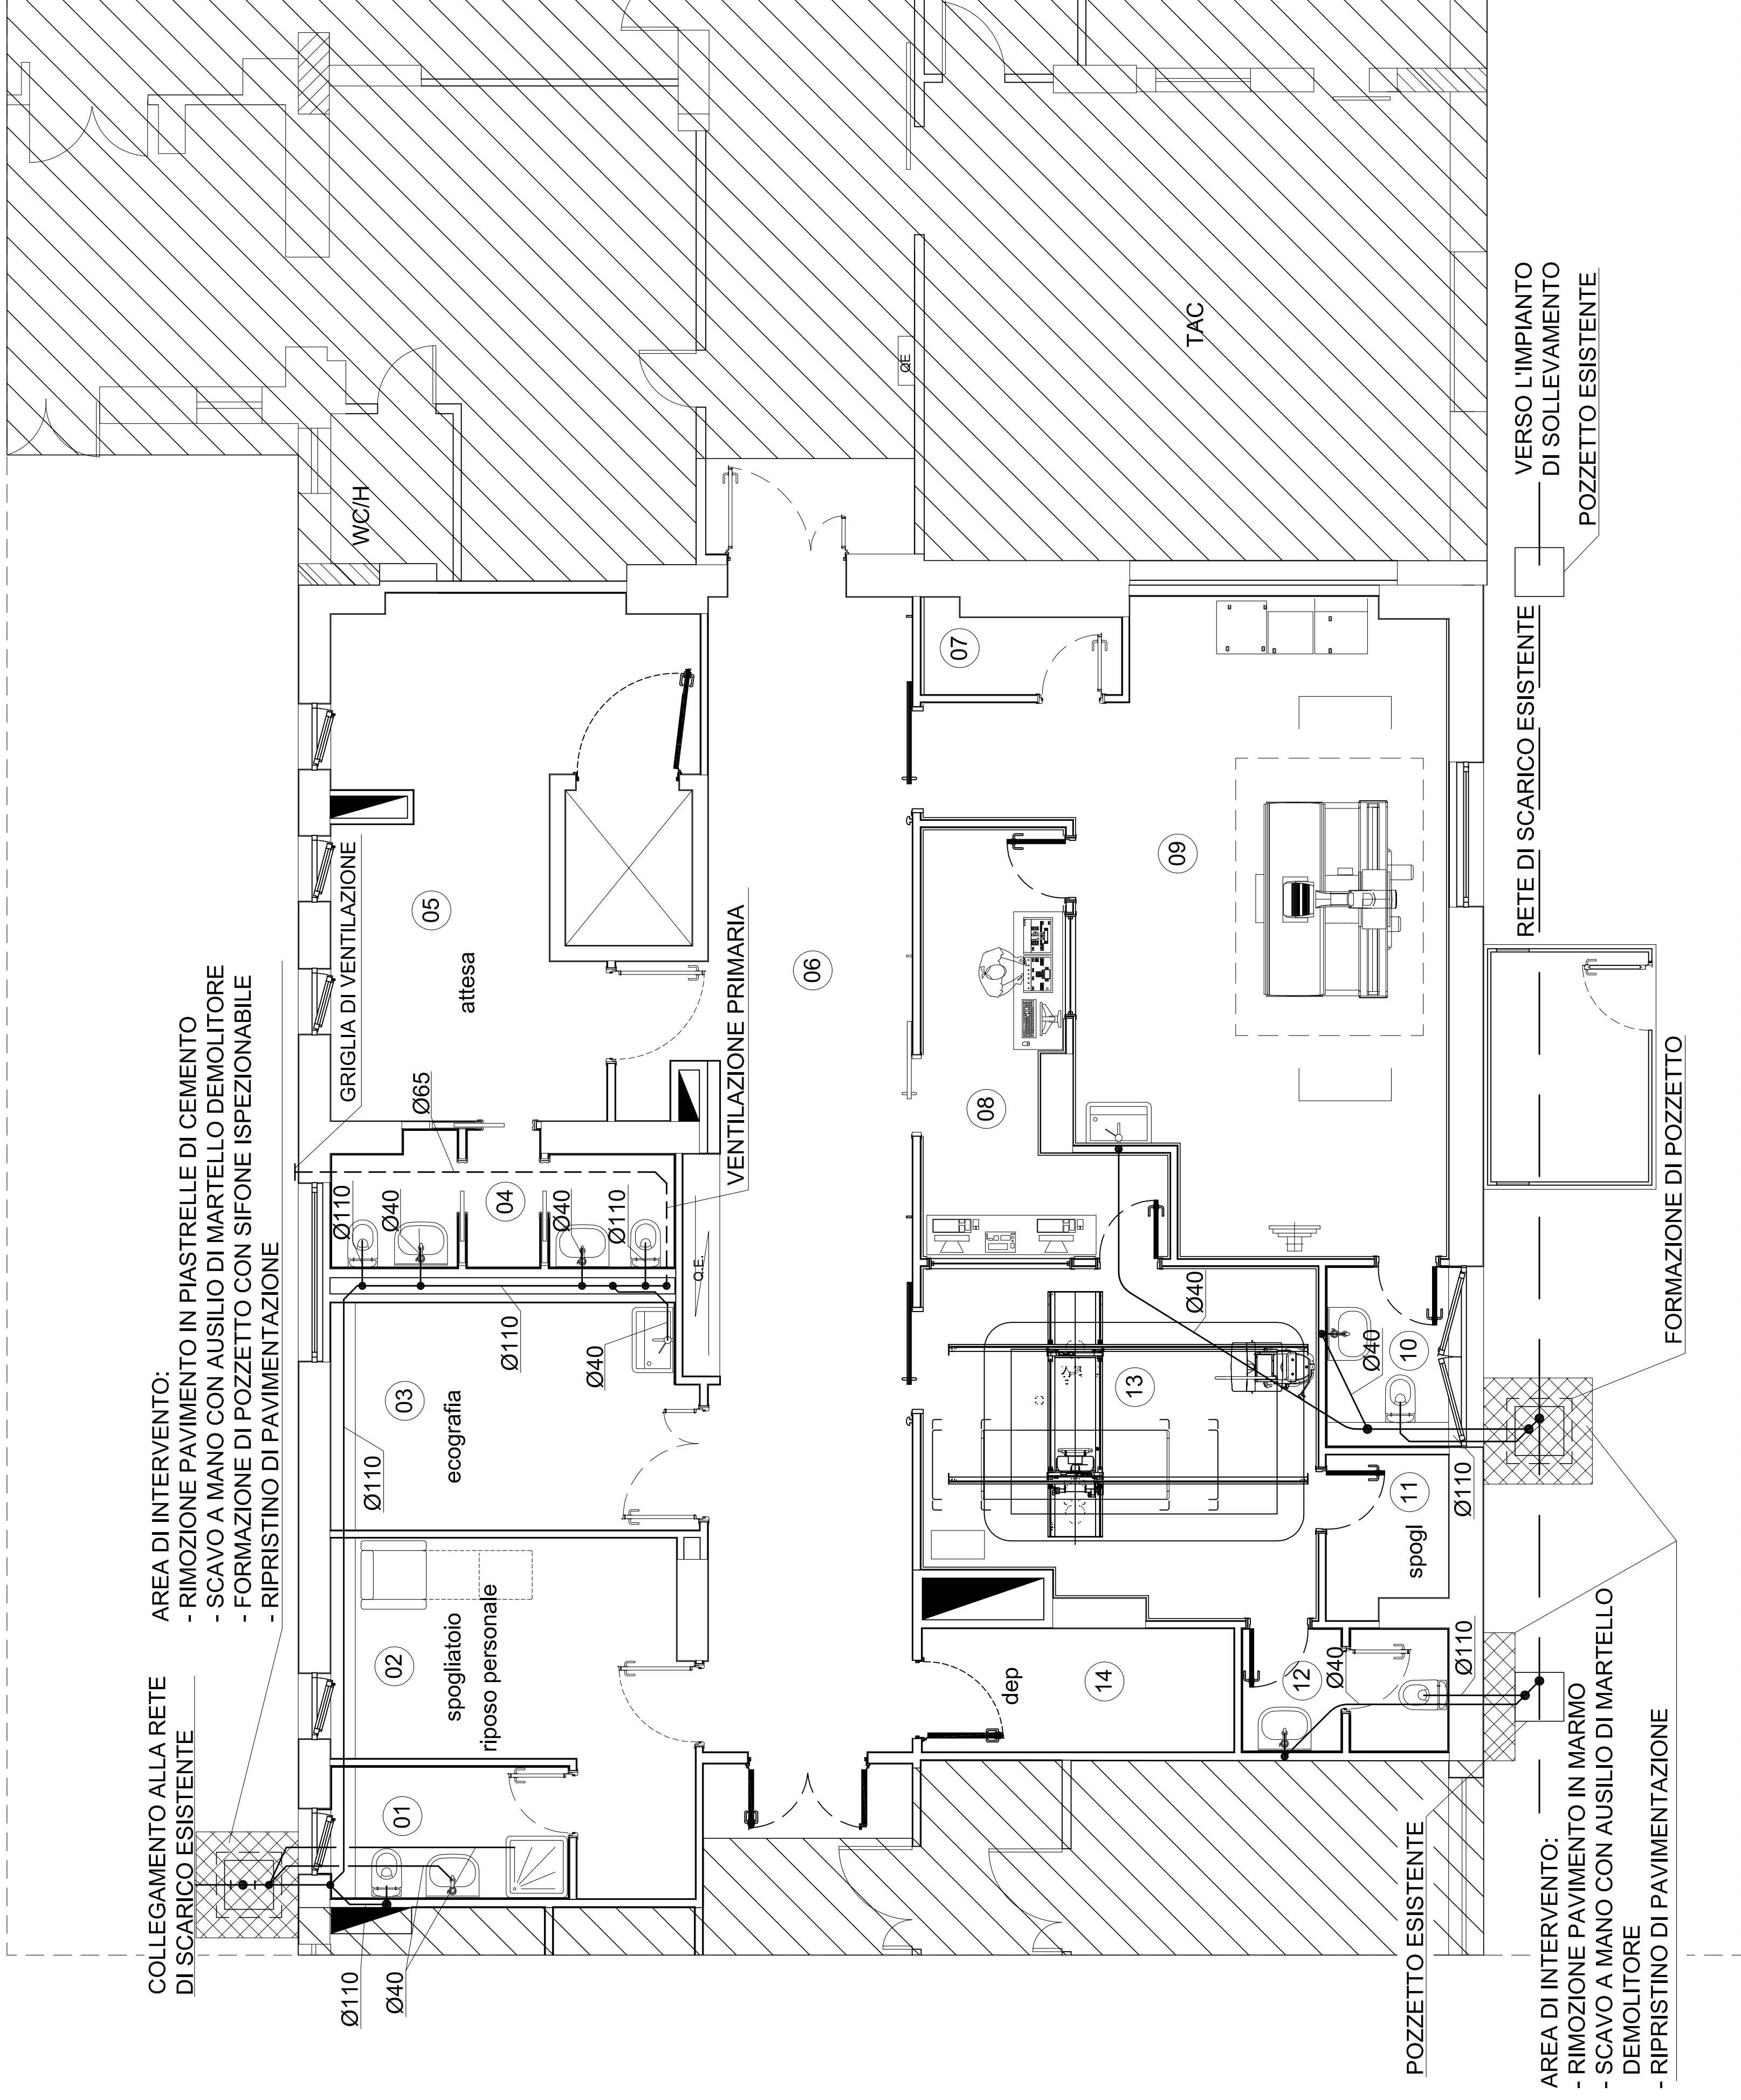 AREA DI INTERVENTO:
- RIMOZIONE PAVIMENTO IN PIASTRELLE DI CEMENTO
- SCAVO A MANO CON AUSILIO DI MARTELLO DEMOLITORE
- FORMAZIONE DI POZZETTO CON SIFONE ISPEZIONABILE
- RIPRISTINO DI PAVIMENTAZIONE
COLLEGAMENTO ALLA RETE
DI SCARICO ESISTENTE
GRIGLIA DI VENTILAZIONE
WC/H
Ø110
Ø40
01
02
spogliatoio
riposo personale
Ø110
03
ecografia
Ø110
Ø40
Ø110
Ø40
04
Ø40
Ø110
Ø65
05
attesa
Q.E.:
VENTILAZIONE PRIMARIA
06
QE
TAC
07
08
09
Ø40
13
Ø40
10
Ø110
11
spogl
dep
14
12
Ø40
Ø110
POZZETTO ESISTENTE
RETE DI SCARICO ESISTENTE
VERSO L'IMPIANTO
DI SOLLEVAMENTO
POZZETTO ESISTENTE
FORMAZIONE DI POZZETTO
AREA DI INTERVENTO:
- RIMOZIONE PAVIMENTO IN MARMO
- SCAVO A MANO CON AUSILIO DI MARTELLO
DEMOLITORE
- RIPRISTINO DI PAVIMENTAZIONE